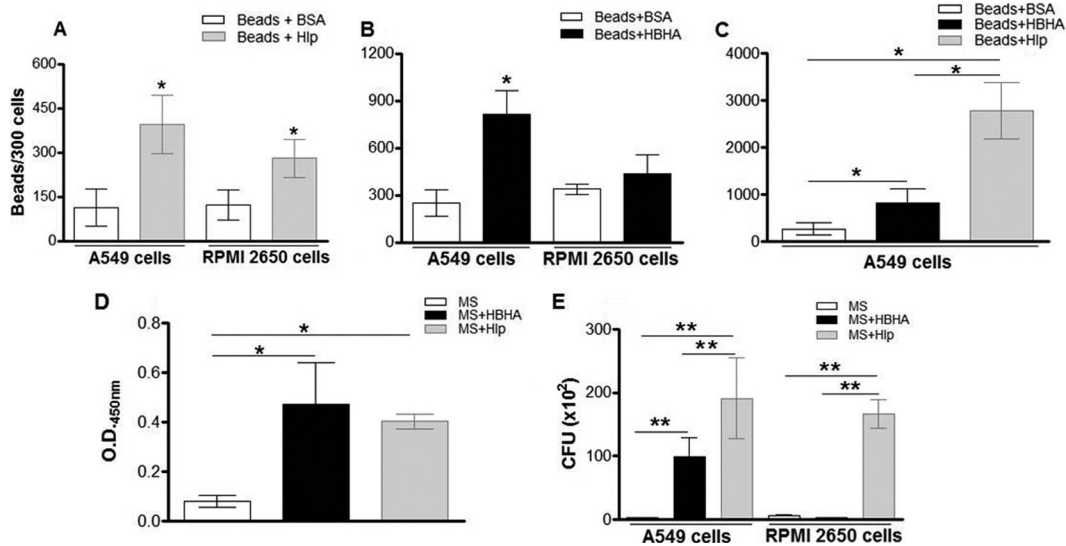 A
Beads + BSA
Beads + Hlp
Beads/300 cells
600
450
300
150
0
*
*
A549 cells
RPMI 2650 cells
B
Beads+BSA
Beads+HBHA
1200
900
600
300
0
*
A549 cells
RPMI 2650 cells
C
Beads+BSA
Beads+HBHA
Beads+Hlp
4000
3000
2000
1000
0
*
*
*
A549 cells
D
MS
MS+HBHA
MS+Hlp
O.D.450nm
0.8
0.6
0.4
0.2
0.0
*
*
E
MS
MS+HBHA
MS+Hlp
CFU (x10²)
300
200
100
0
**
**
**
**
**
A549 cells
RPMI 2650 cells